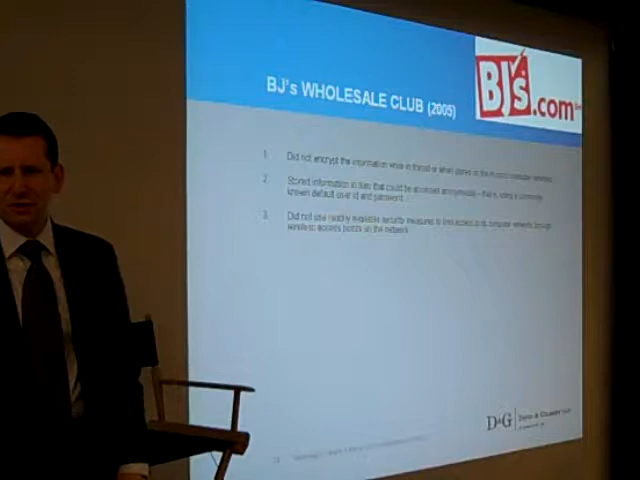 BJ's WHOLESALE CLUB (2005)
BJ's.com
1. Did not encrypt the information while in transit or when stored on the in-store computer networks
2. Stored information in files that could be accessed anonymously – that is, using a commonly
known default user id and password
3. Did not use readily available security measures to limit access to its computer networks through
wireless access points on the network
D&G